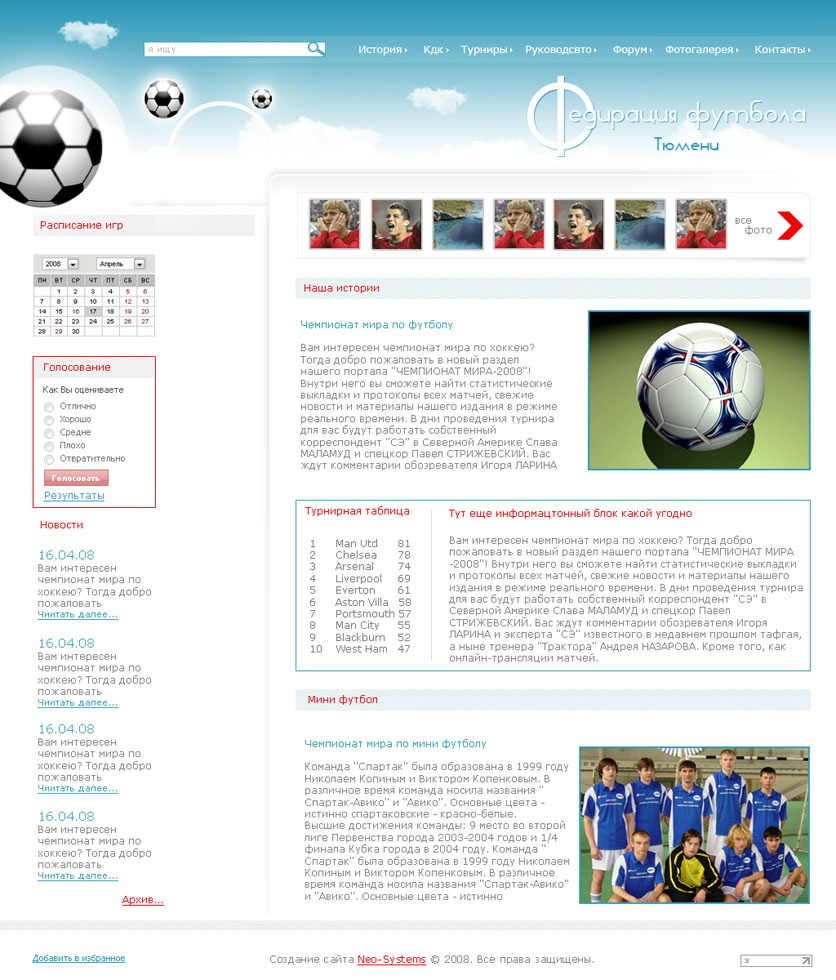 я ищу
История Кдк Турниры Руководсвто Форум Фотогалерея Контакты
Федирация футбола
Тюмени
Расписание игр
все
фото
2008 Апрель
ПН ВТ СР ЧТ ПТ СБ ВС
1 2 3 4 5 6
7 8 9 10 11 12 13
14 15 16 17 18 19 20
21 22 23 24 25 26 27
28 29 30
Голосование
Как Вы оцениваете
Отлично
Хорошо
Средне
Плохо
Отвратительно
Голосовать
Результаты
Новости
16.04.08
Вам интересен
чемпионат мира по
хоккею? Тогда добро
пожаловать
Чиитать далее...
16.04.08
Вам интересен
чемпионат мира по
хоккею? Тогда добро
пожаловать
Чиитать далее...
16.04.08
Вам интересен
чемпионат мира по
хоккею? Тогда добро
пожаловать
Чиитать далее...
16.04.08
Вам интересен
чемпионат мира по
хоккею? Тогда добро
пожаловать
Чиитать далее...
Архив...
Наша истории
Чемпионат мира по футболу
Вам интересен чемпионат мира по хоккею?
Тогда добро пожаловать в новый раздел
нашего портала "ЧЕМПИОНАТ МИРА-2008"!
Внутри него вы сможете найти статистические
выкладки и протоколы всех матчей, свежие
новости и материалы нашего издания в режиме
реального времени. В дни проведения турнира
для вас будут работать собственный
корреспондент "СЭ" в Северной Америке Слава
МАЛАМУД и спецкор Павел СТРИЖЕВСКИЙ. Вас
ждут комментарии обозревателя Игоря ЛАРИНА
Турнирная таблица
1 Man Utd 81
2 Chelsea 78
3 Arsenal 74
4 Liverpool 69
5 Everton 61
6 Aston Villa 58
7 Portsmouth 57
8 Man City 55
9 Blackburn 52
10 West Ham 47
Тут еще информацтонный блок какой угодно
Вам интересен чемпионат мира по хоккею? Тогда добро
пожаловать в новый раздел нашего портала "ЧЕМПИОНАТ МИРА
-2008"! Внутри него вы сможете найти статистические выкладки
и протоколы всех матчей, свежие новости и материалы нашего
издания в режиме реального времени. В дни проведения турнира
для вас будут работать собственный корреспондент "СЭ" в
Северной Америке Слава МАЛАМУД и спецкор Павел
СТРИЖЕВСКИЙ. Вас ждут комментарии обозревателя Игоря
ЛАРИНА и эксперта "СЭ" известного в недавнем прошлом тафгая,
а ныне тренера "Трактора" Андрея НАЗАРОВА. Кроме того, как
онлайн-трансляции матчей.
Мини футбол
Чемпионат мира по мини футболу
Команда "Спартак" была образована в 1999 году
Николаем Копиным и Виктором Копенковым. В
различное время команда носила названия "
Спартак-Авико" и "Авико". Основные цвета -
истинно спартаковские - красно-белые.
Высшие достижения команды: 9 место во второй
лиге Первенства города 2003-2004 годов и 1/4
финала Кубка города в 2004 году. Команда "
Спартак" была образована в 1999 году Николаем
Копиным и Виктором Копенковым. В различное
время команда носила названия "Спартак-Авико"
и "Авико". Основные цвета - истинно
Добавить в избранное
Создание сайта Neo-Systems © 2008. Все права защищены.
3